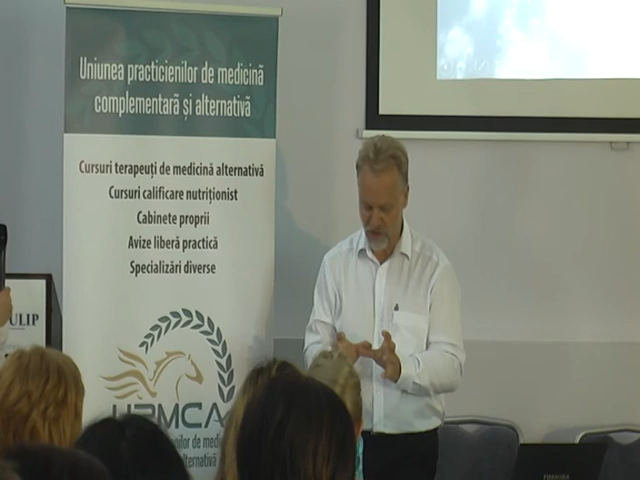 Uniunea practicienilor de medicină
complementară și alternativă
Cursuri terapeuți de medicină alternativă
Cursuri calificare nutriționist
Cabinete proprii
Avize liberă practică
Specializări diverse
ULIP
UPMCA
TOSHIBA